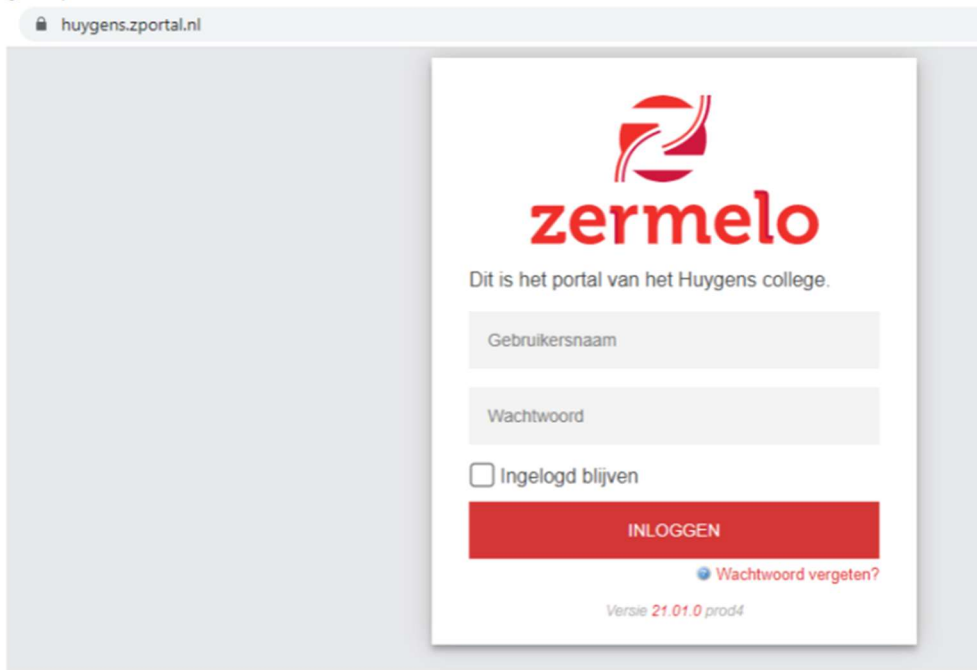 huygens.zportal.nl
zermelo
Dit is het portal van het Huygens college.
Gebruikersnaam
Wachtwoord
Ingelogd blijven
INLOGGEN
Wachtwoord vergeten?
Versie 21.01.0 prod4